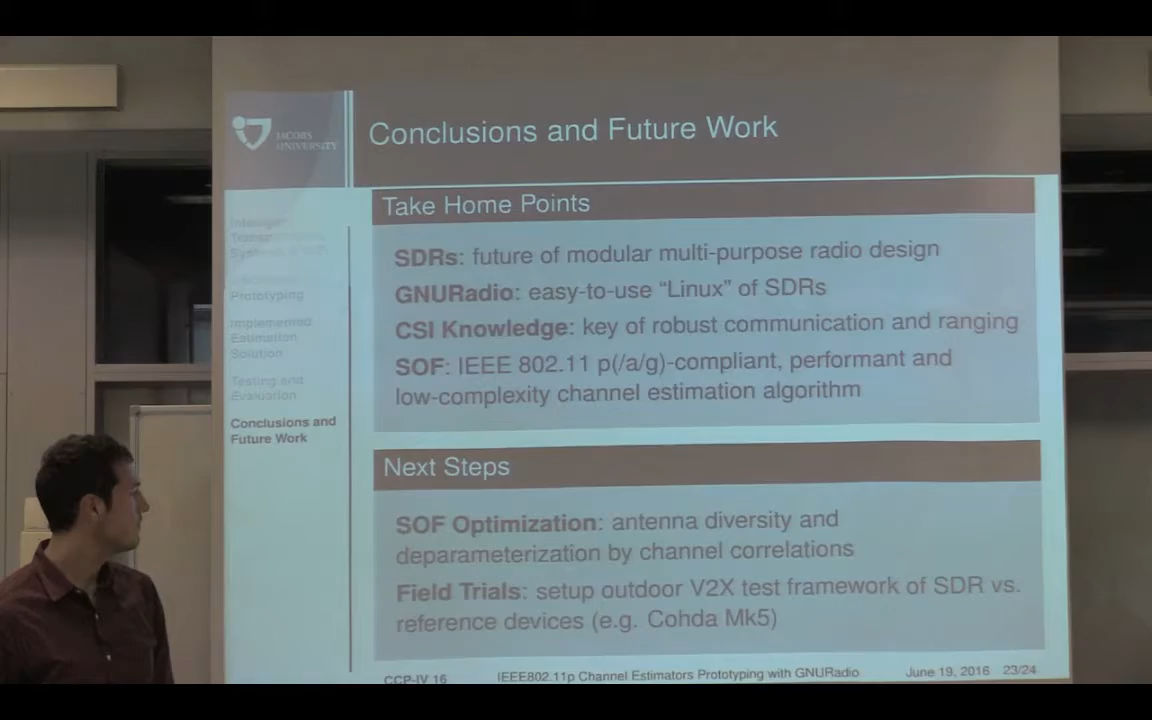 JACOBS
UNIVERSITY
Conclusions and Future Work
Prototyping
Implemented
Estimation
Solution
Testing and
Evaluation
Conclusions and
Future Work
Take Home Points
SDRs: future of modular multi-purpose radio design
GNURadio: easy-to-use “Linux” of SDRs
CSI Knowledge: key of robust communication and ranging
SOF: IEEE 802.11 p(/a/g)-compliant, performant and
low-complexity channel estimation algorithm
Next Steps
SOF Optimization: antenna diversity and
deparameterization by channel correlations
Field Trials: setup outdoor V2X test framework of SDR vs.
reference devices (e.g. Cohda Mk5)
CCP-IV 16
IEEE802.11p Channel Estimators Prototyping with GNURadio
June 19, 2016 23/24